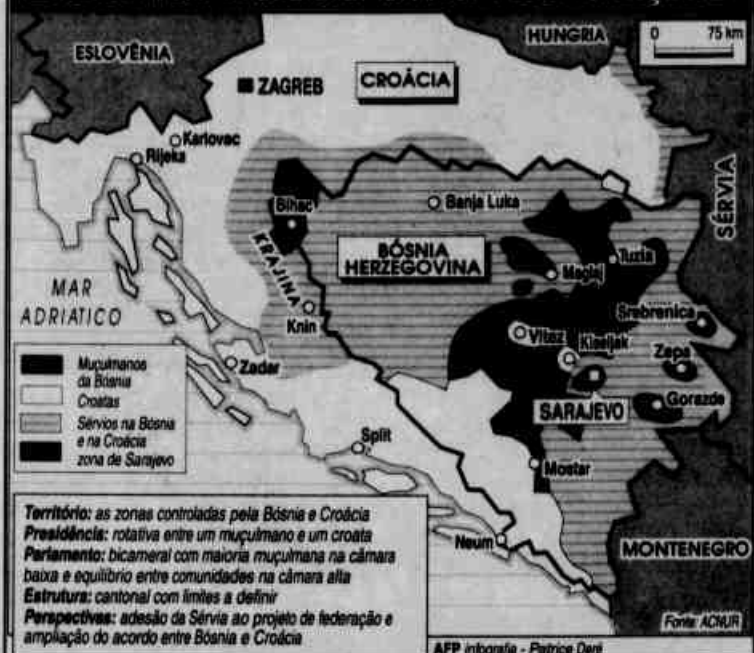 HUNGRIA
0 75 km
ESLOVÊNIA
ZAGREB
CROÁCIA
Karlovac
Rijeka
SÉRVIA
Bihac
Banja Luka
BÓSNIA
HERZEGOVINA
Tuzla
Maglaj
KRAJINA
MAR
ADRIATICO
Knin
Srebrenica
Vitez
Kiseljak
Zepa
Zadar
Muçulmanos
da Bósnia
Croatas
Sérvios na Bósnia
e na Croácia
zona de Sarajevo
SARAJEVO
Gorazde
Split
Mostar
Território: as zonas controladas pela Bósnia e Croácia
Presidência: rotativa entre um muçulmano e um croata
Parlamento: bicameral com maioria muçulmana na câmara
baixa e equilíbrio entre comunidades na câmara alta
Estrutura: cantonal com limites a definir
Perspectivas: adesão da Sérvia ao projeto de federação e
ampliação do acordo entre Bósnia e Croácia
Neum
MONTENEGRO
Fonte: ACNUR
AFP infografia - Patrice Deré